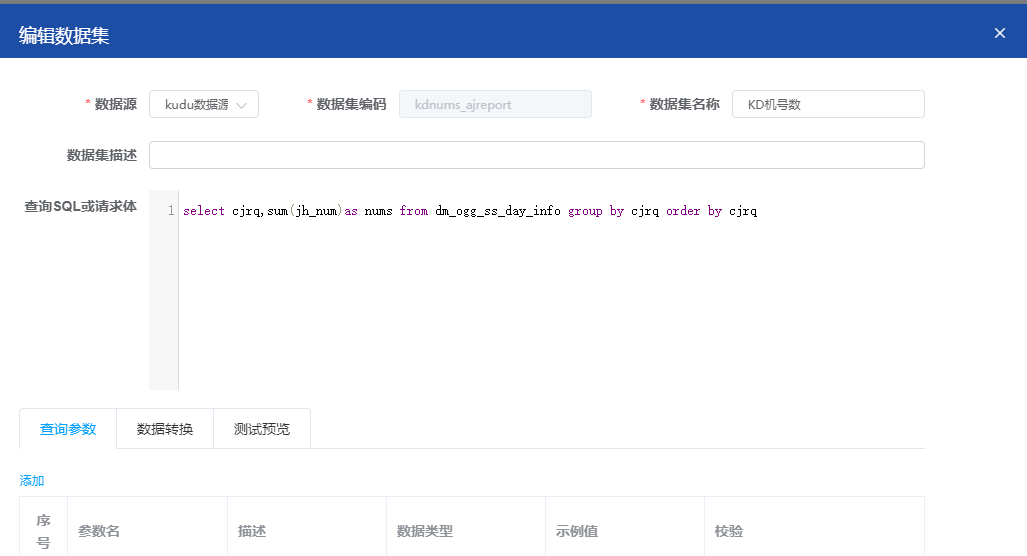 编辑数据集
* 数据源 kudu数据源 * 数据集编码 kdnums_ajreport * 数据集名称 KD机号数
数据集描述
查询SQL或请求体
1 select cjrq,sum(jh_num)as nums from dm_ogg_ss_day_info group by cjrq order by cjrq
查询参数 数据转换 测试预览
添加
序号 参数名 描述 数据类型 示例值 校验